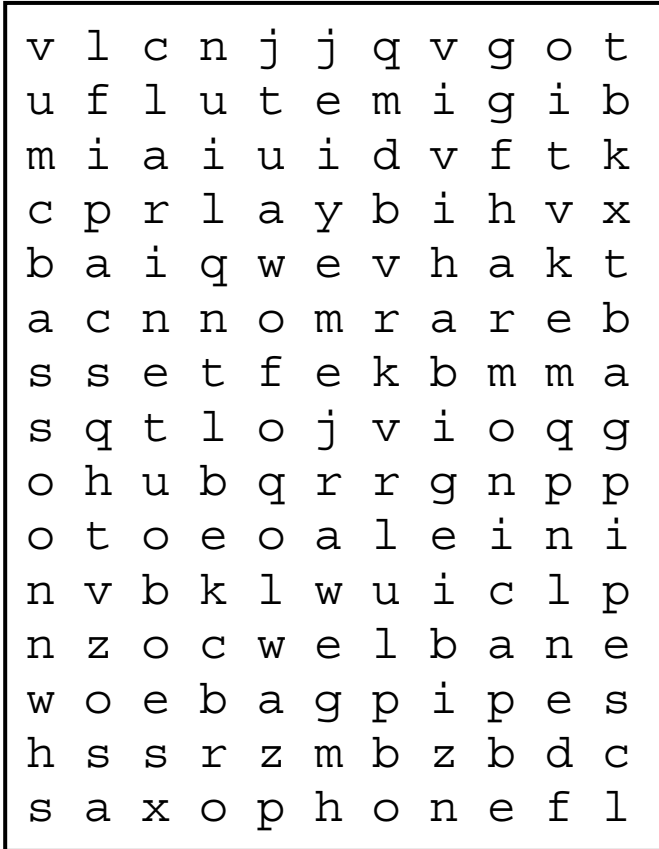 v l c n j j q v g o t
u f l u t e m i g i b
m i a i u i d v f t k
c p r l a y b i h v x
b a i q w e v h a k t
a c n n o m r a r e b
s s e t f e k b m m a
s q t l o j v i o q g
o h u b q r r g n p p
o t o e o a l e i n i
n v b k l w u i c l p
n z o c w e l b a n e
w o e b a g p i p e s
h s s r z m b z b d c
s a x o p h o n e f l